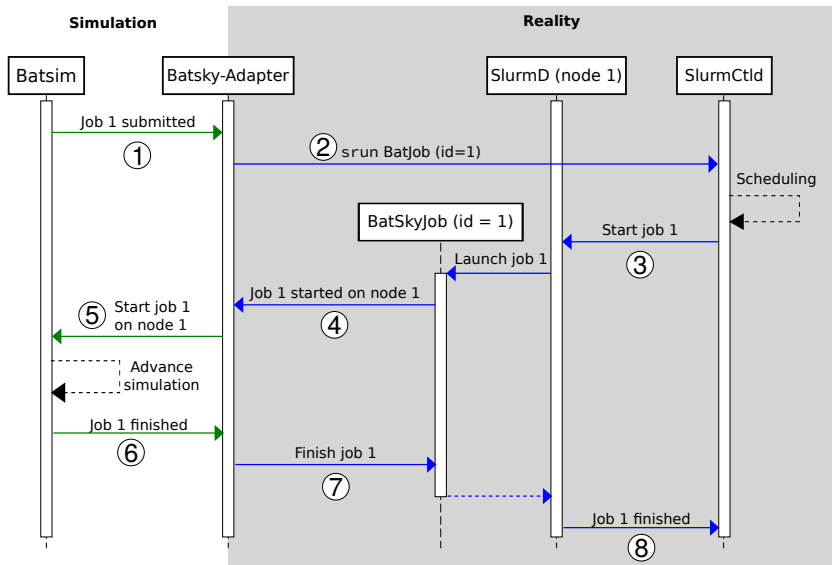 Simulation
Reality
Batsim
Batsky-Adapter
SlurmD (node 1)
SlurmCtld
Job 1 submitted
1
2
srun BatJob (id=1)
Scheduling
BatSkyJob (id = 1)
Start job 1
3
Launch job 1
Job 1 started on node 1
4
5
Start job 1
on node 1
Advance
simulation
Job 1 finished
6
Finish job 1
7
Job 1 finished
8